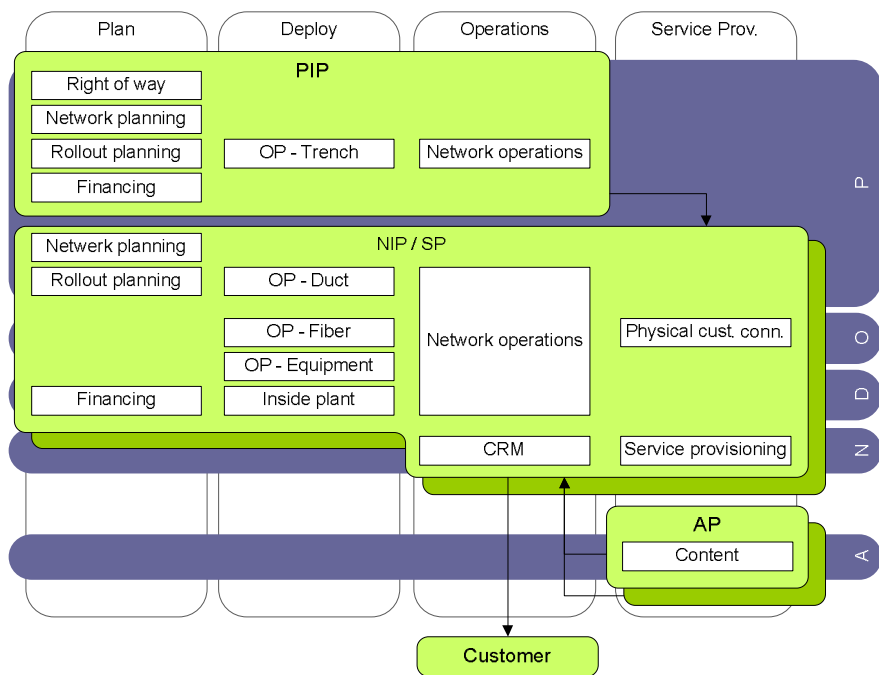 Plan
Deploy
Operations
Service Prov.
PIP
Right of way
Network planning
Rollout planning
OP - Trench
Network operations
Financing
P
NIP / SP
Netwerk planning
Rollout planning
OP - Duct
OP - Fiber
Network operations
Physical cust. conn.
O
OP - Equipment
Financing
Inside plant
D
CRM
Service provisioning
N
AP
Content
A
Customer